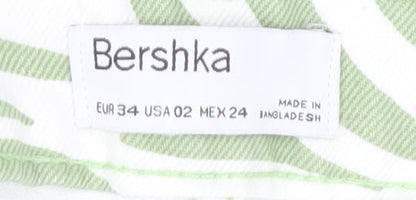 Bershka
EUR 34 USA 02 MEX 24
MADE IN
BANGLADESH